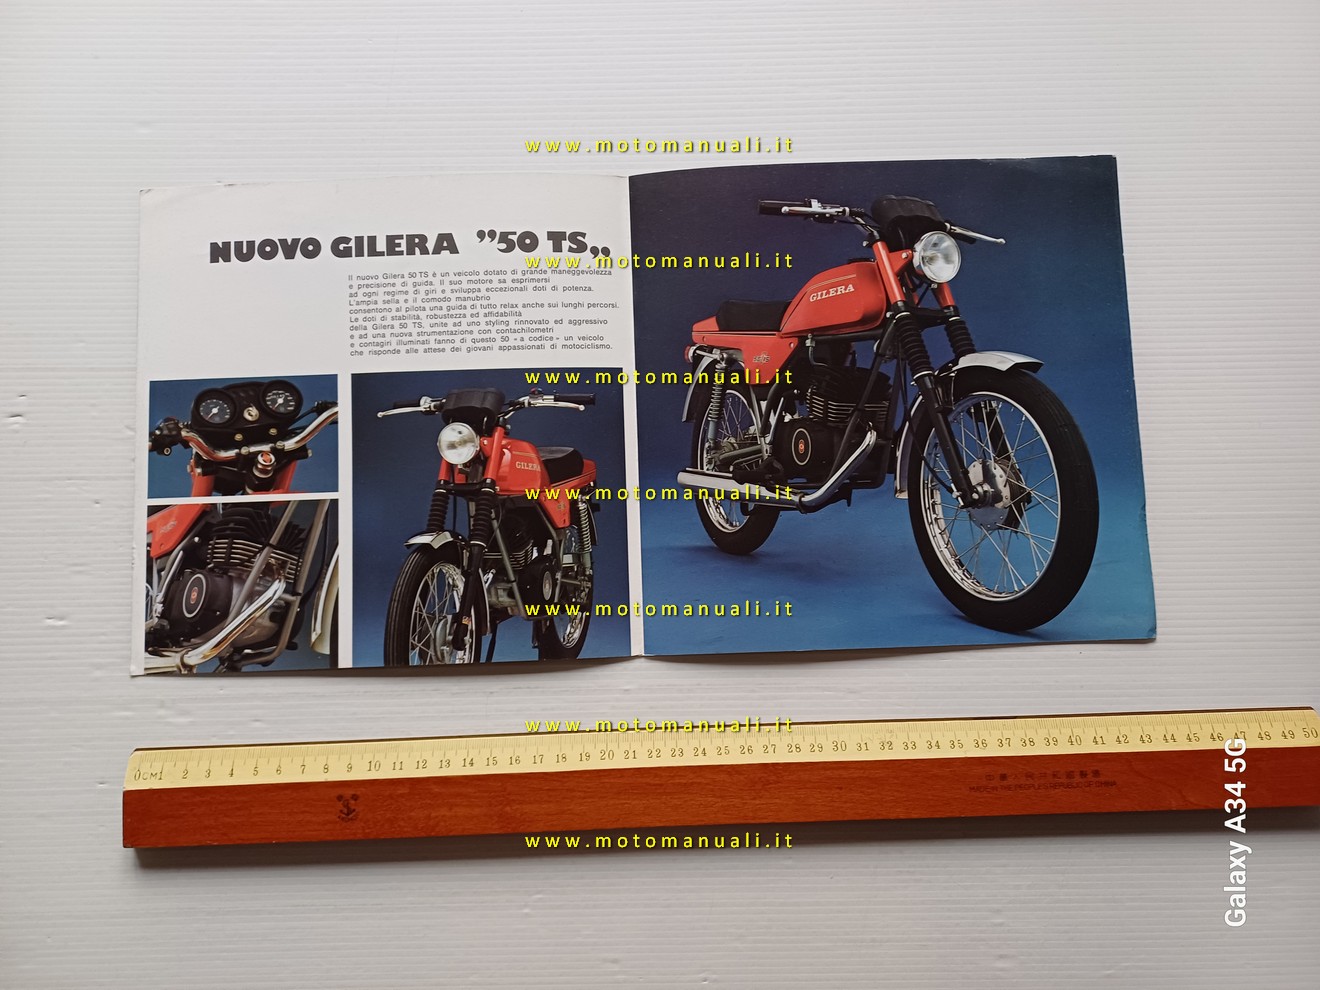 www.motomanuali.it
NUOVO GILERA "50 TS„
www.motomanuali.it
Il nuovo Gilera 50 TS è un veicolo dotato di grande maneggevolezza
e precisione di guida. Il suo motore sa esprimersi
ad ogni regime di giri e sviluppa eccezionali doti di potenza.
L'ampia sella e il comodo manubrio
consentono al pilota una guida di tutto relax anche sui lunghi percorsi.
Le doti di stabilità, robustezza ed affidabilità
della Gilera 50 TS, unite ad uno styling rinnovato ed aggressivo
e ad una nuova strumentazione con contachilometri
e contagiri illuminati fanno di questo 50 «a codice» un veicolo
che risponde alle attese dei giovani appassionati di motociclismo.
GILERA
www.motomanuali.it
GILERA
www.motomanuali.it
www.motomanuali.it
www.motomanuali.it
0CM1 2 3 4 5 6 7 8 9 10 11 12 13 14 15 16 17 18 19 20 21 22 23 24 25 26 27 28 29 30 31 32 33 34 35 36 37 38 39 40 41 42 43 44 45 46 47 48 49 50
MADE IN THE PEOPLE'S REPUBLIC OF CHINA
www.motomanuali.it
Galaxy A34 5G